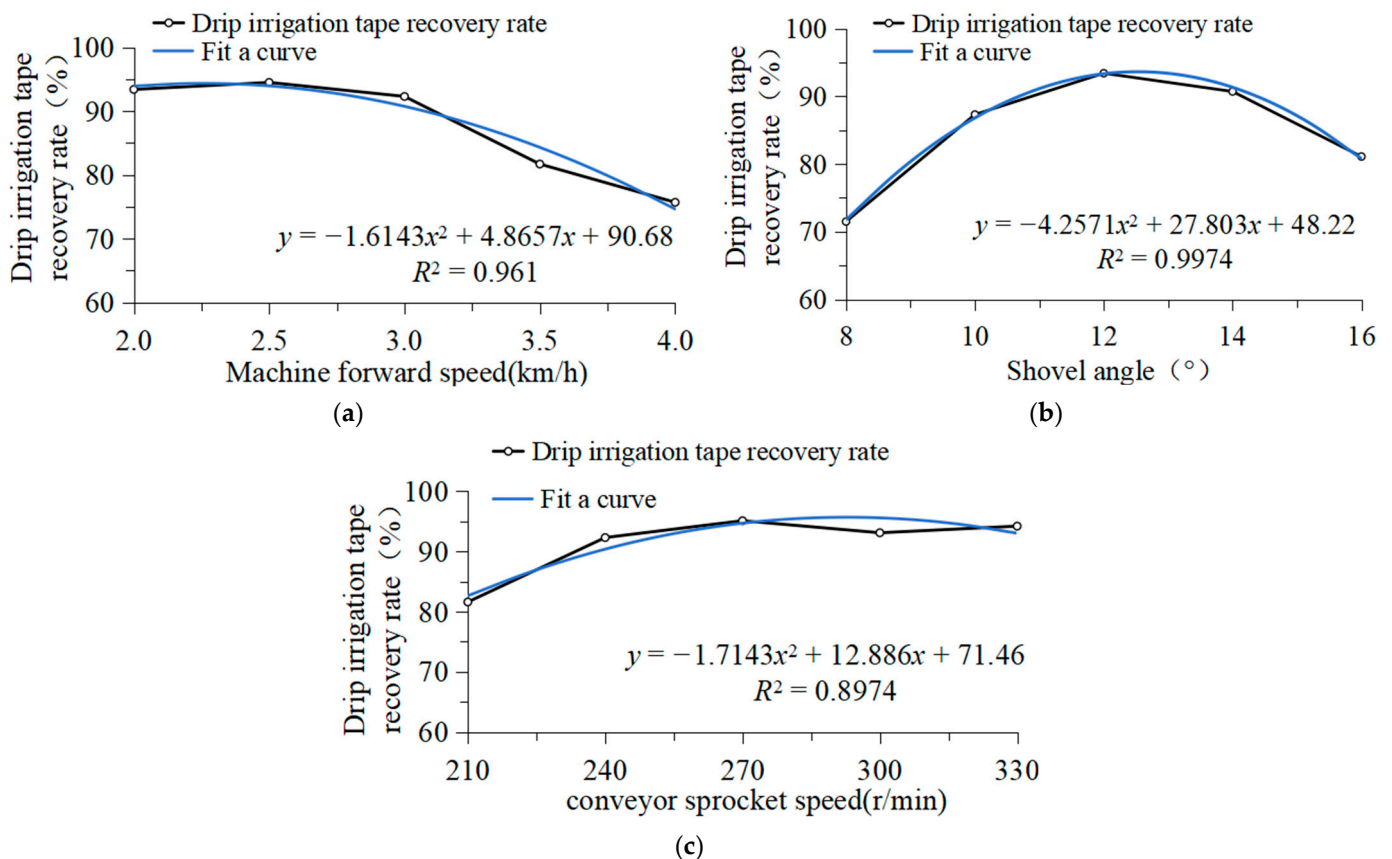 Drip irrigation tape recovery rate
Fit a curve
Drip irrigation tape
recovery rate（%）
100
90
80
70
60
y = −1.6143x² + 4.8657x + 90.68
R² = 0.961
2.0 2.5 3.0 3.5 4.0
Machine forward speed(km/h)
(a)
Drip irrigation tape recovery rate
Fit a curve
Drip irrigation tape
recovery rate（%）
100
90
80
70
60
y = −4.2571x² + 27.803x + 48.22
R² = 0.9974
8 10 12 14 16
Shovel angle（°）
(b)
Drip irrigation tape recovery rate
Fit a curve
Drip irrigation tape
recovery rate（%）
100
90
80
70
60
y = −1.7143x² + 12.886x + 71.46
R² = 0.8974
210 240 270 300 330
conveyor sprocket speed(r/min)
(c)